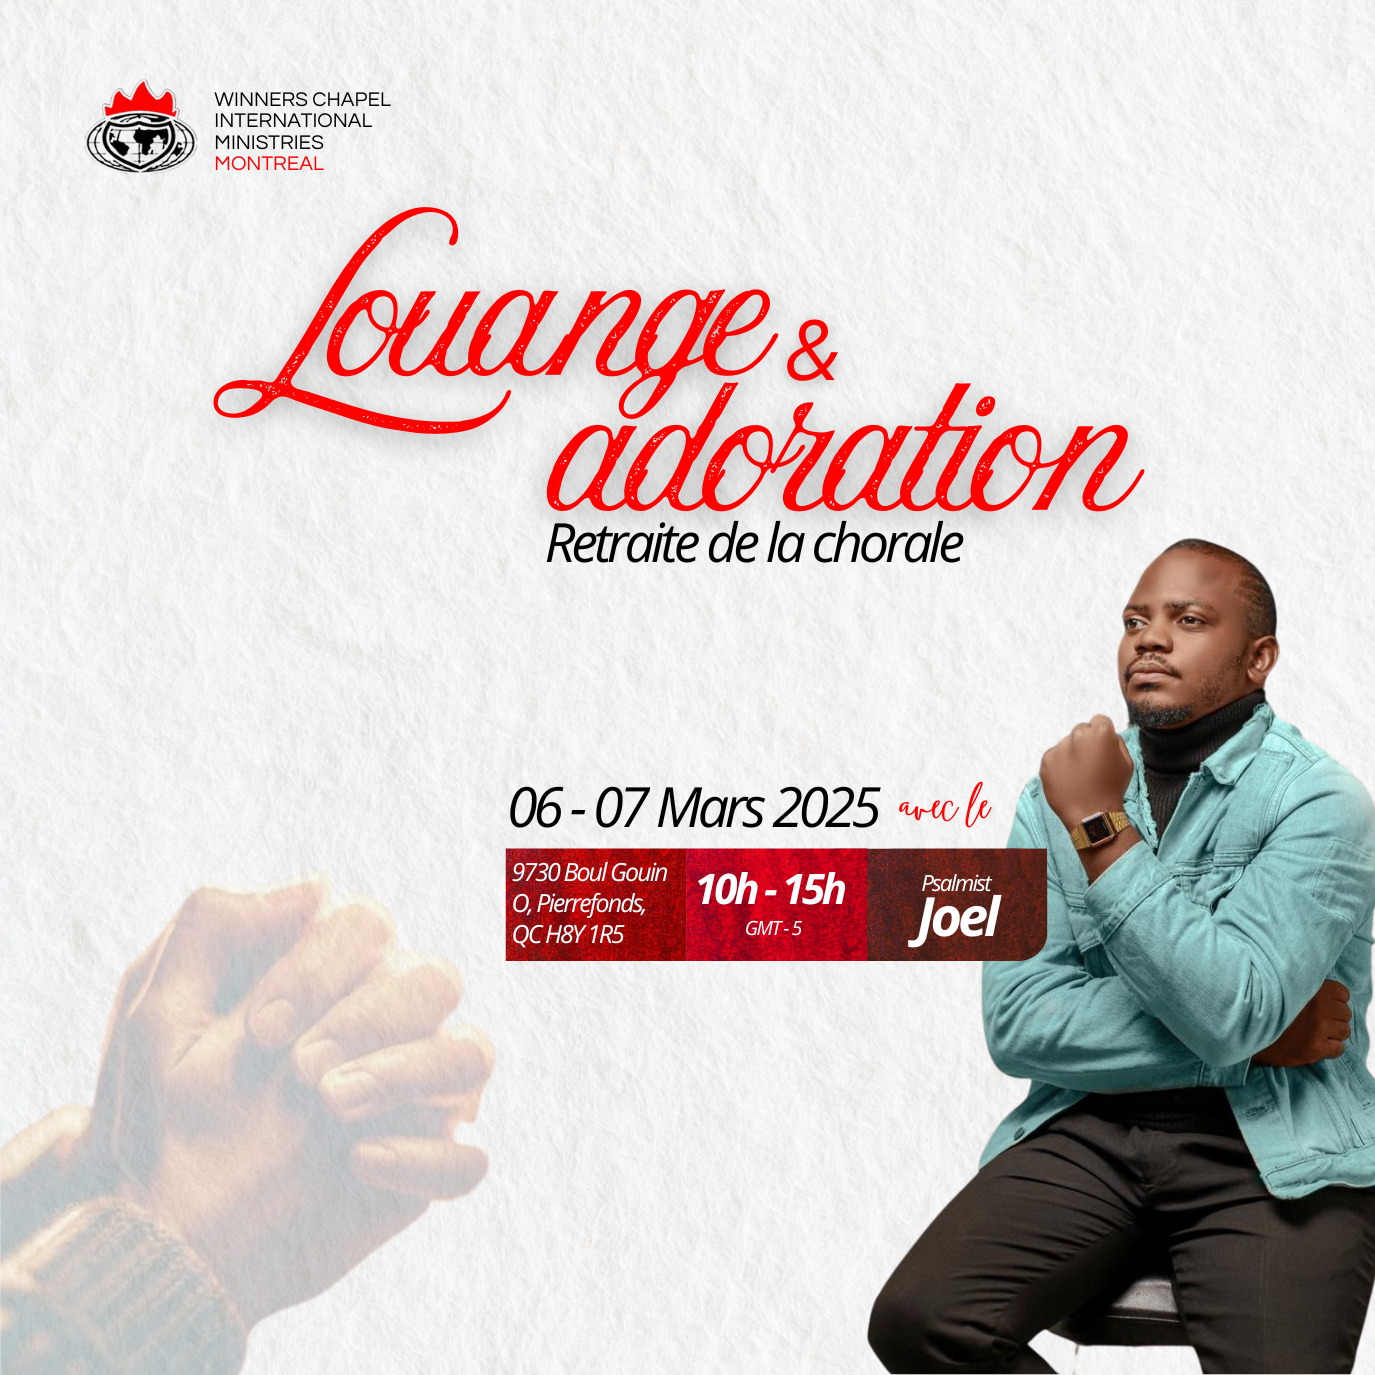 WINNERS CHAPEL
INTERNATIONAL
MINISTRIES
MONTREAL
Louange &
adoration
Retraite de la chorale
06 - 07 Mars 2025 avec le
9730 Boul Gouin
O, Pierrefonds,
QC H8Y 1R5
10h - 15h
GMT - 5
Psalmist
Joel